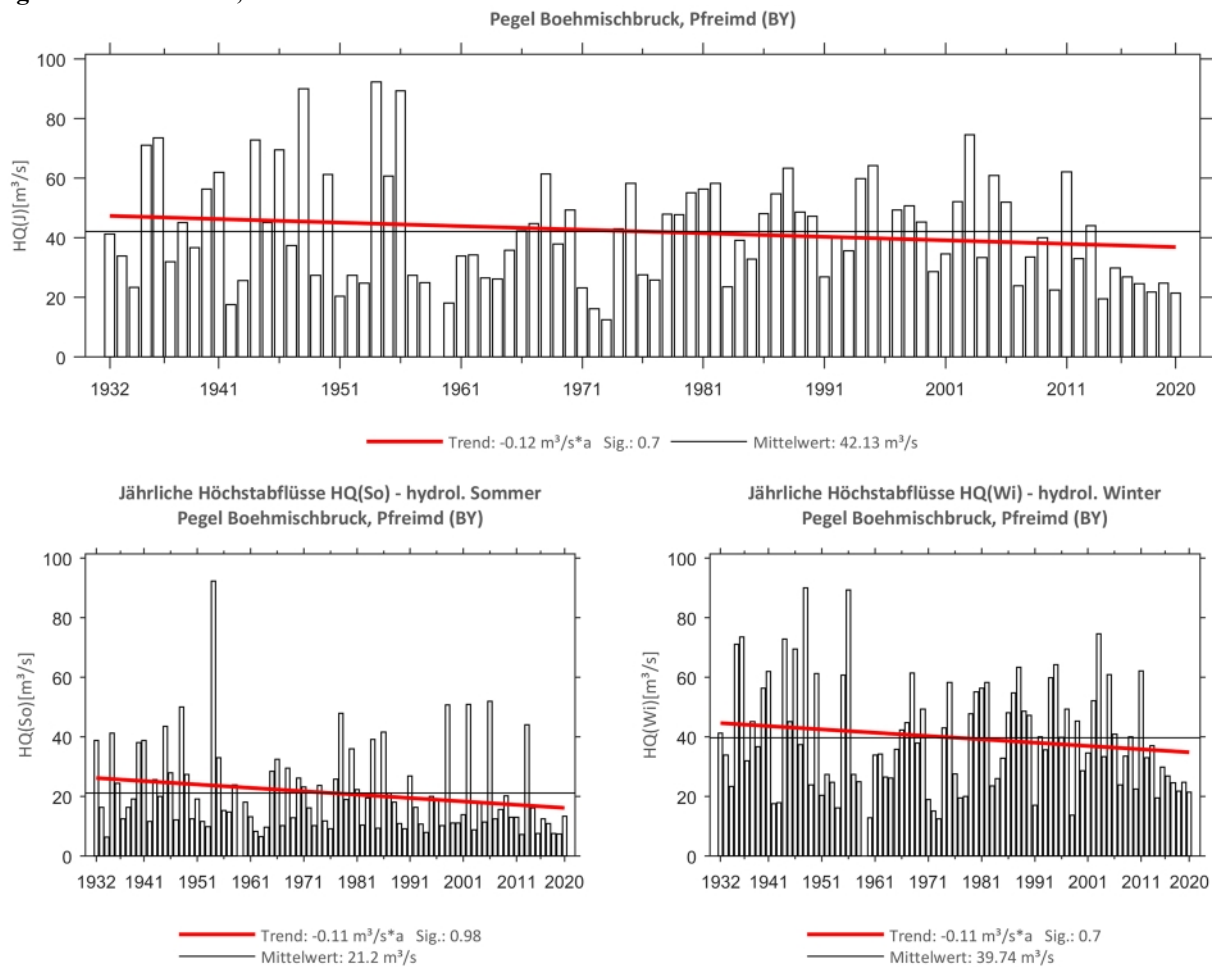 Pegel Boehmischbruck, Pfreimd (BY)
100
80
60
40
20
0
HQ(J)[m³/s]
1932 1941 1951 1961 1971 1981 1991 2001 2011 2020
Trend: -0.12 m³/s*a Sig.: 0.7 Mittelwert: 42.13 m³/s
Jährliche Höchstabflüsse HQ(So) - hydrol. Sommer
Pegel Boehmischbruck, Pfreimd (BY)
100
80
60
40
20
0
HQ(So)[m³/s]
1932 1941 1951 1961 1971 1981 1991 2001 2011 2020
Trend: -0.11 m³/s*a Sig.: 0.98
Mittelwert: 21.2 m³/s
Jährliche Höchstabflüsse HQ(Wi) - hydrol. Winter
Pegel Boehmischbruck, Pfreimd (BY)
100
80
60
40
20
0
HQ(Wi)[m³/s]
1932 1941 1951 1961 1971 1981 1991 2001 2011 2020
Trend: -0.11 m³/s*a Sig.: 0.7
Mittelwert: 39.74 m³/s